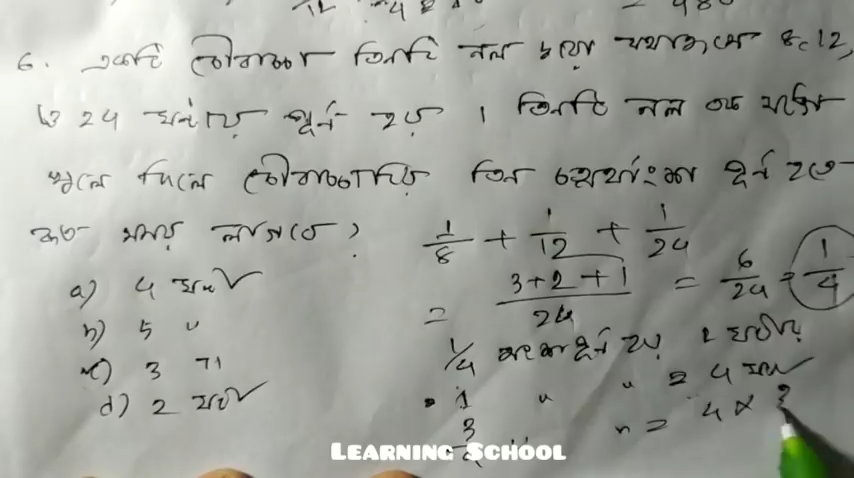 6. একটি চৌবাচ্চা তিনটি নল দ্বারা যথাক্রমে 8, 12,
ও 24 ঘন্টায় পূর্ন হয় । তিনটি নল এক সাথে
খুলে দিলে চৌবাচ্চাটির তিন চতুর্থাংশ পূর্ন হতে
কত সময় লাগবে ?
1/8 + 1/12 + 1/24
= 3+2+1/24 = 6/24 = 1/4
a) 4 ঘন্টা
b) 5 "
c) 3
d) 2 ঘন্টা
1/4 অংশ পূর্ন হয় 1 ঘন্টায়
1 " " = 4 ঘন্টা
3/4 " " = 4 ×
Learning School